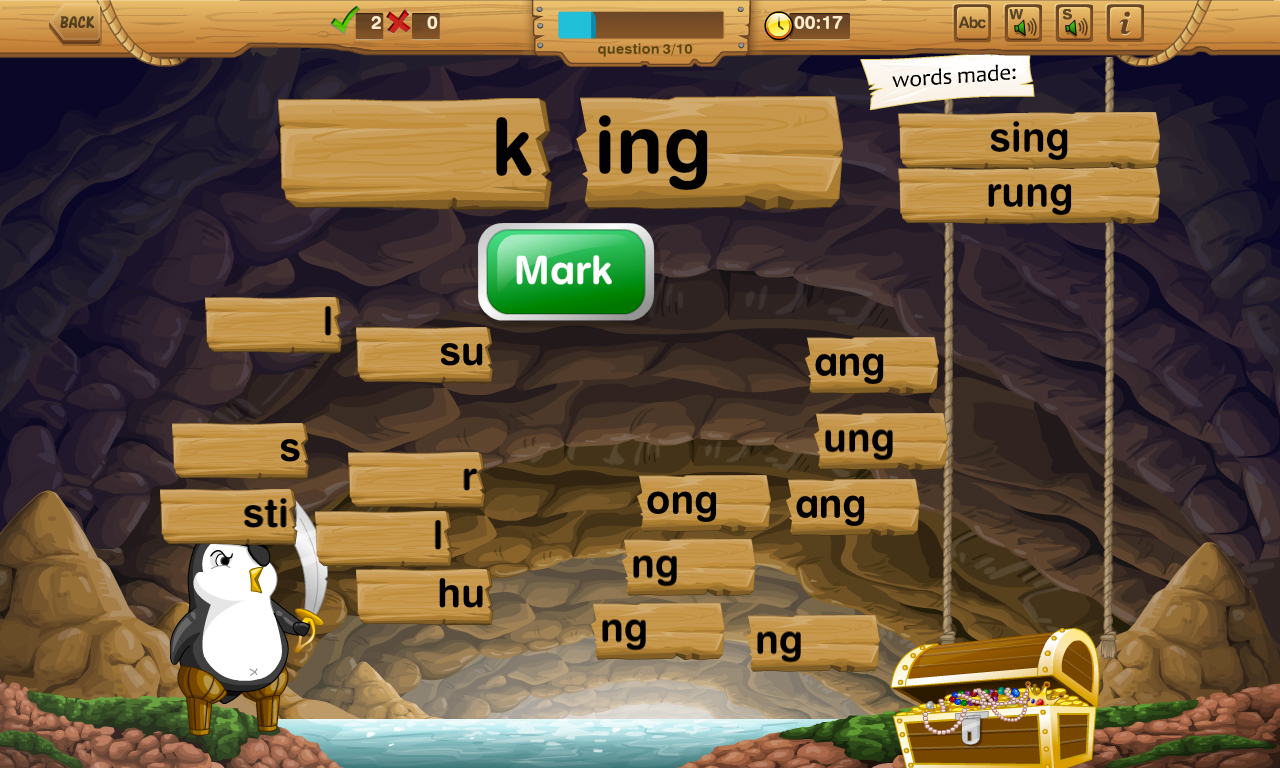 BACK
2
0
question 3/10
00:17
Abc
W
S
i
words made:
k
ing
sing
rung
Mark
l
su
ang
s
r
ung
sti
l
ong
ang
hu
ng
ng
ng